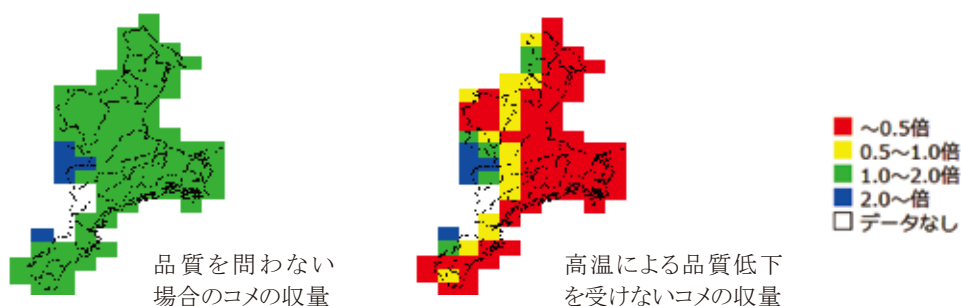 ～0.5倍
0.5～1.0倍
1.0～2.0倍
2.0～倍
データなし
品質を問わない
場合のコメの収量
高温による品質低下
を受けないコメの収量